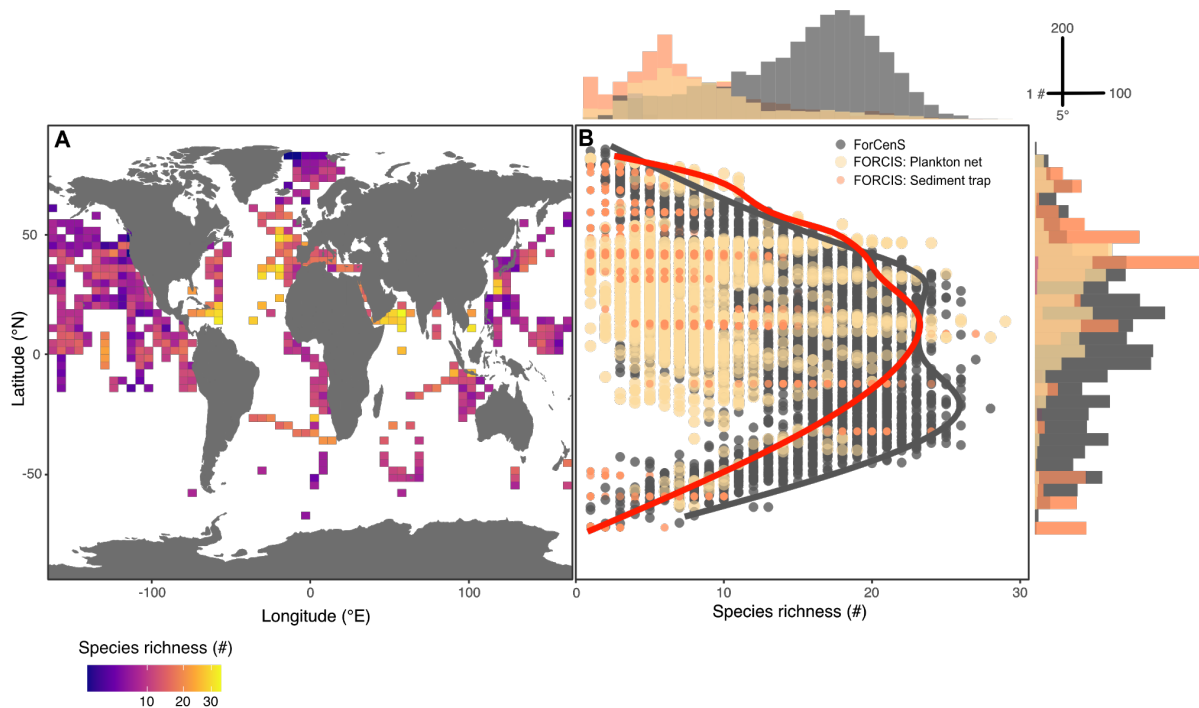 200
1 #
100
5°
A
B
ForCenS
FORCIS: Plankton net
FORCIS: Sediment trap
50
0
-50
Latitude (°N)
-100
0
100
Longitude (°E)
0
10
20
30
Species richness (#)
Species richness (#)
10
20
30